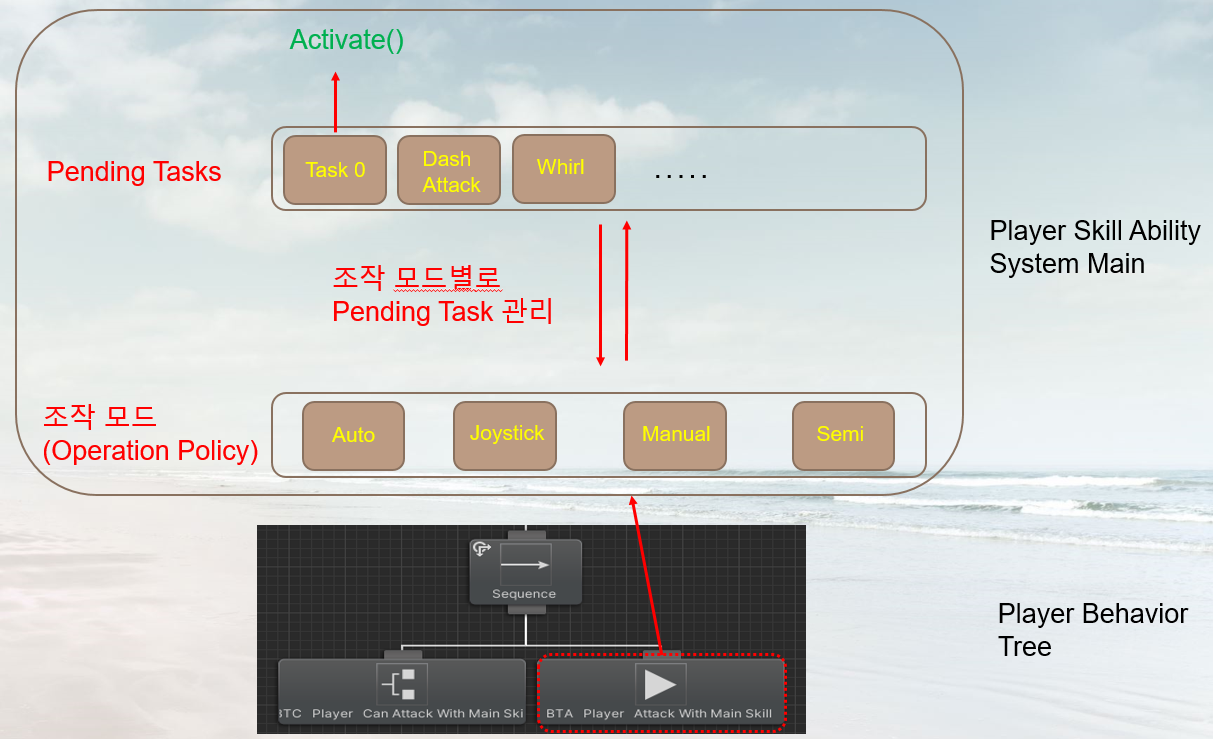 Activate()
Pending Tasks
Task 0
Dash
Attack
Whirl
.....
Player Skill Ability
System Main
조작 모드별로
Pending Task 관리
조작 모드
(Operation Policy)
Auto
Joystick
Manual
Semi
Sequence
BTC Player Can Attack With Main Ski
BTA Player Attack With Main Skill
Player Behavior
Tree